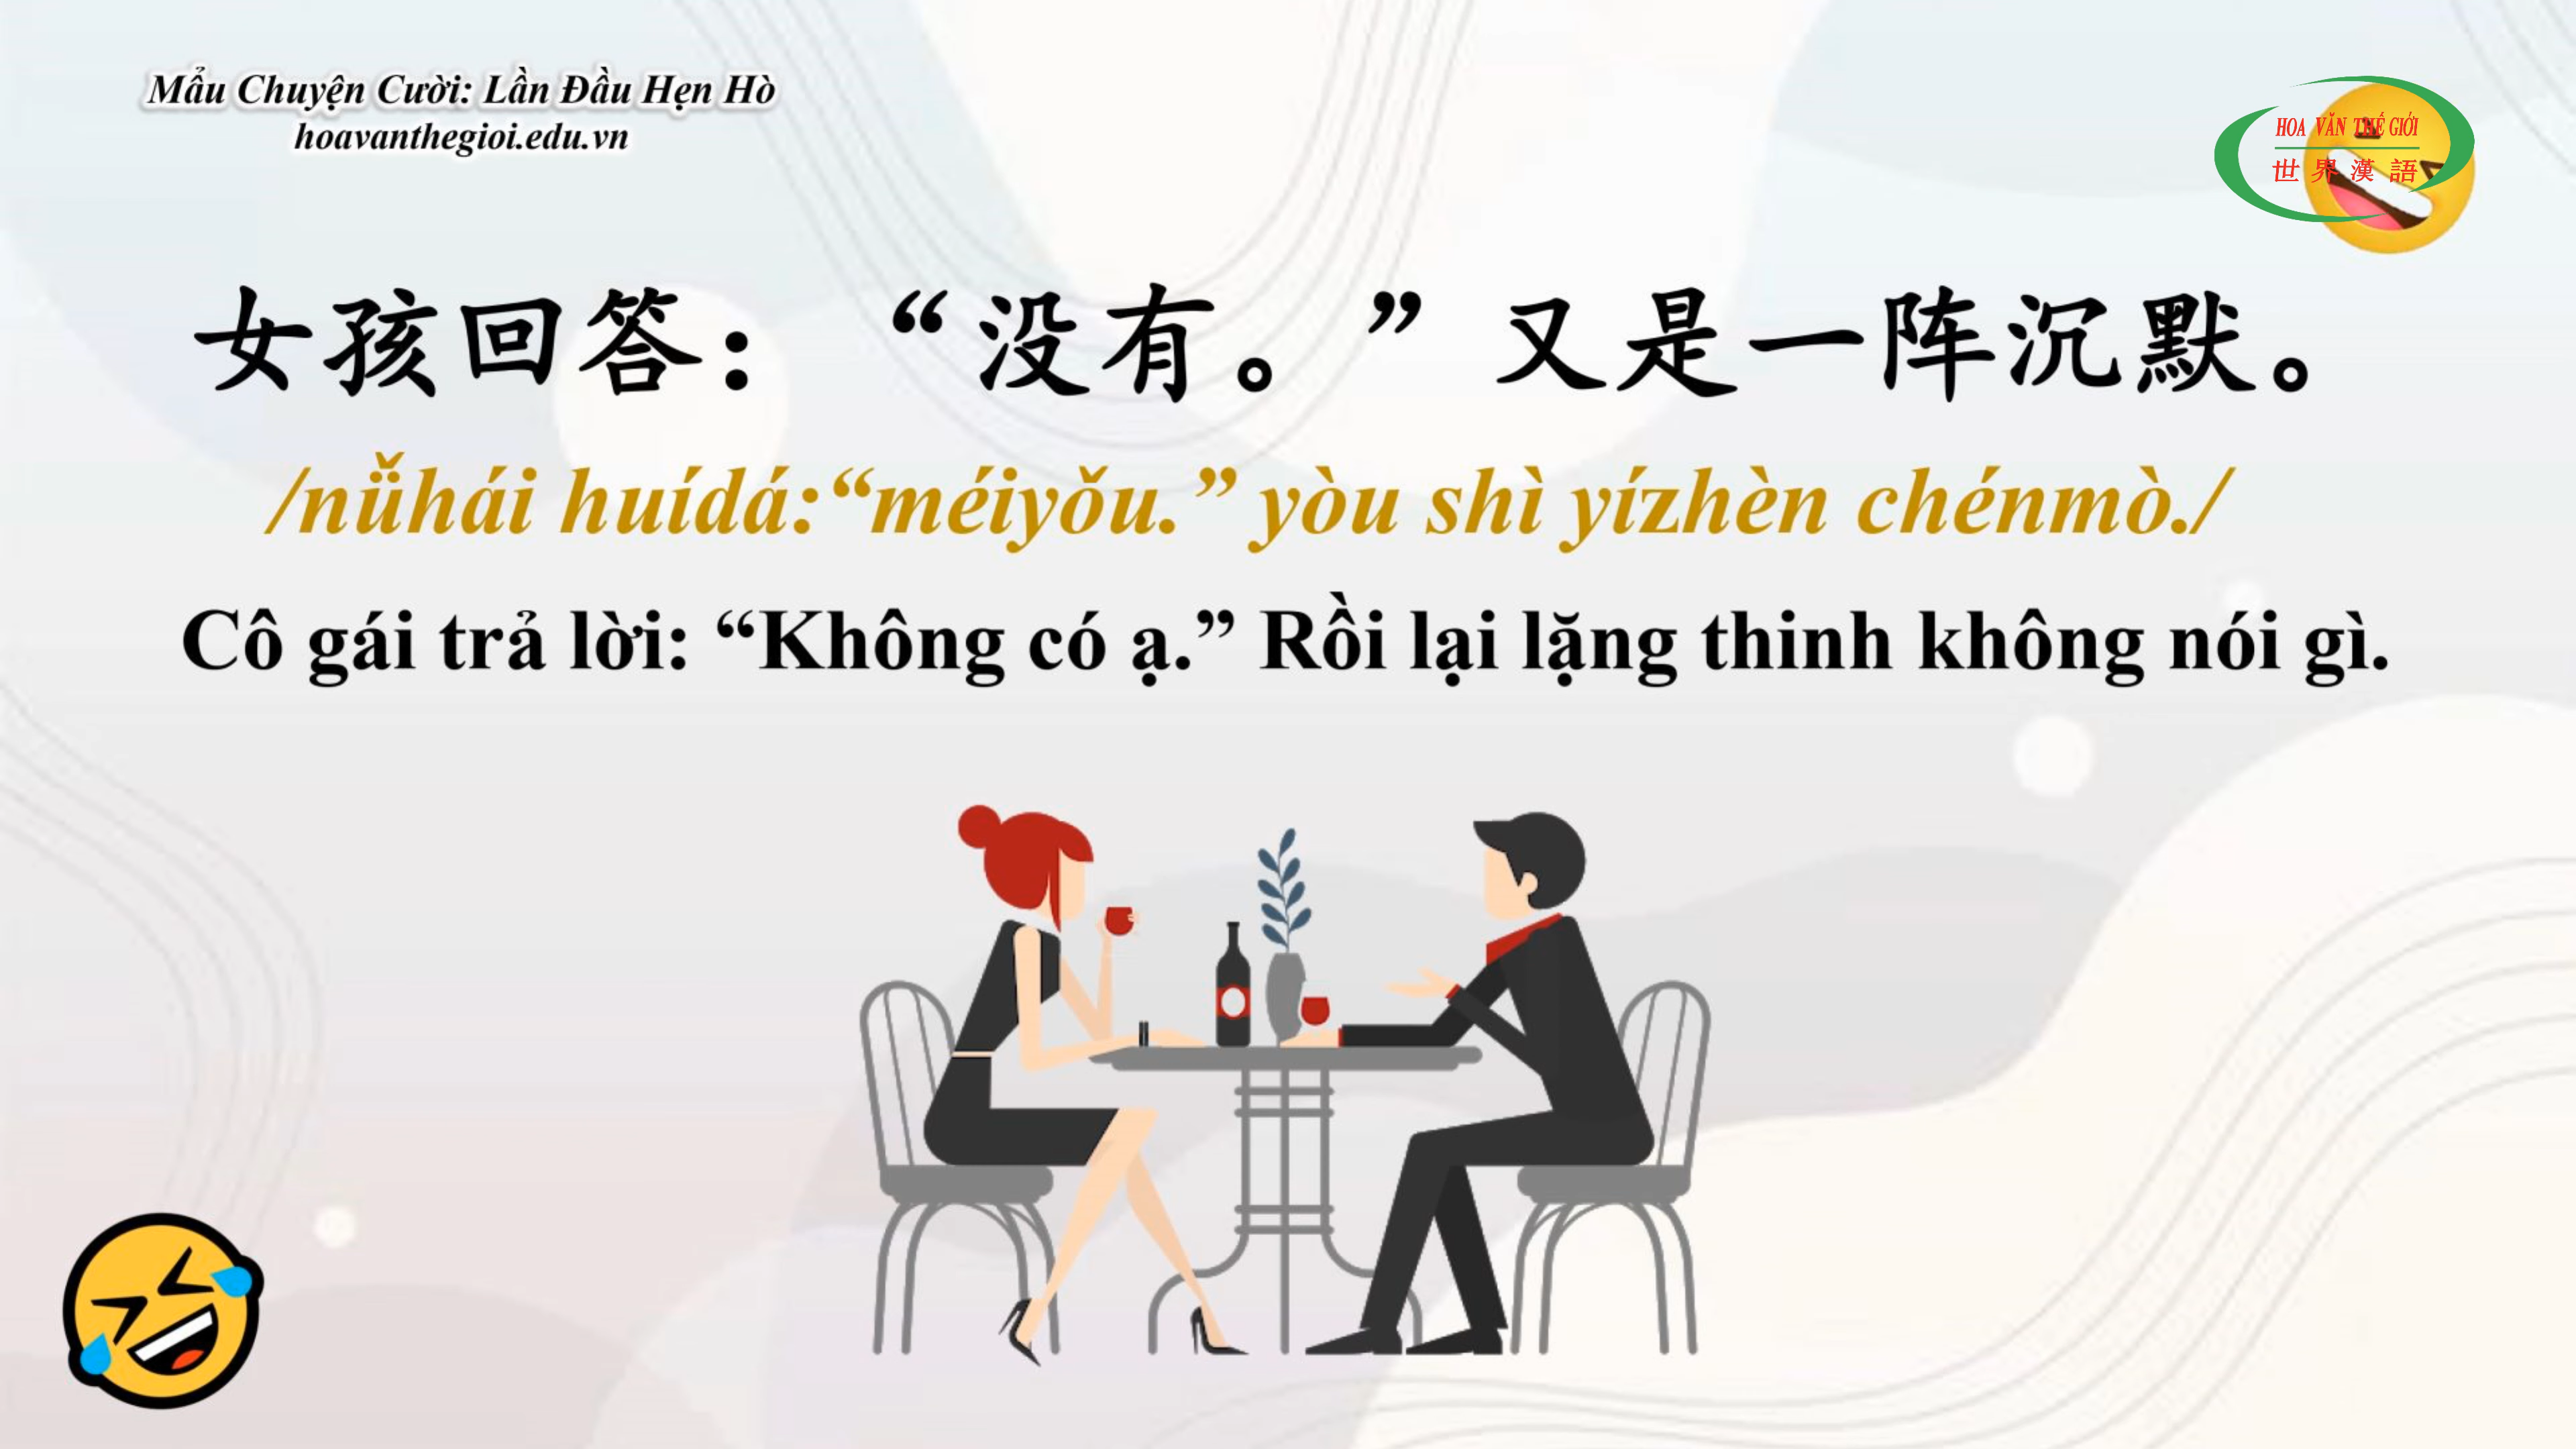 Mẩu Chuyện Cười: Lần Đầu Hẹn Hò
hoavanthegioi.edu.vn
HOA VĂN THẾ GIỚI
世界漢語
女孩回答：“没有。”又是一阵沉默。
/nǚhái huídá:“méiyǒu.” yòu shì yízhèn chénmò./
Cô gái trả lời: “Không có ạ.” Rồi lại lặng thinh không nói gì.